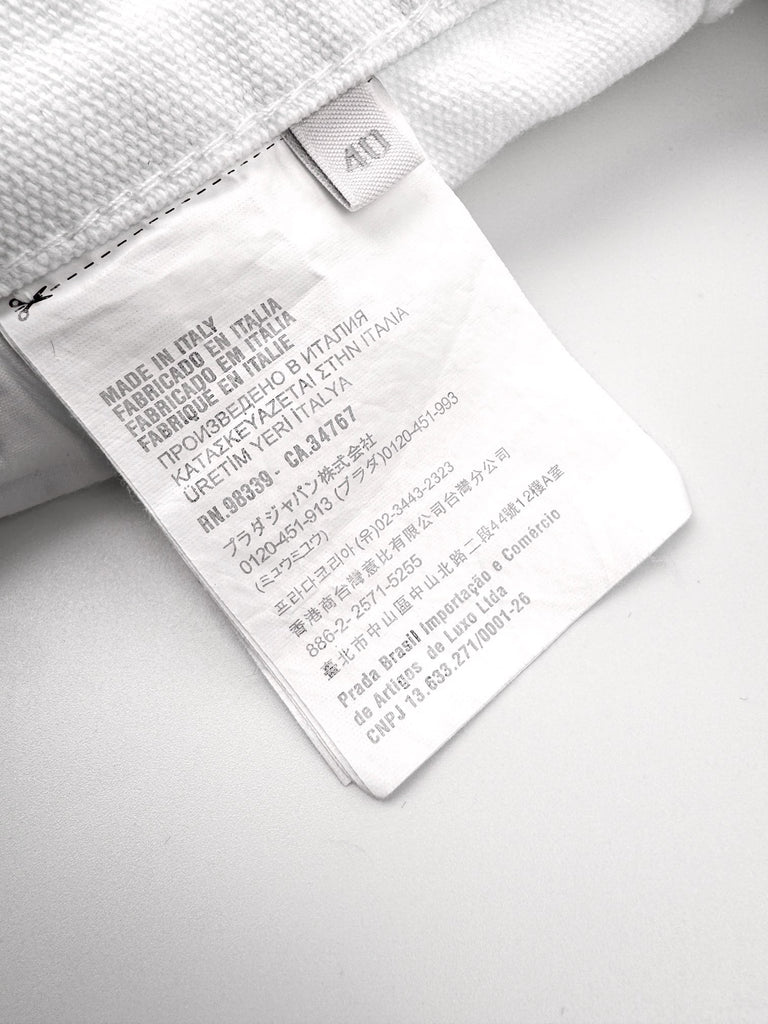 40
MADE IN ITALY
FABRICADO EN ITALIA
FABRICADO EM ITÁLIA
FABRIQUE EN ITALIE
ПРОИЗВЕДЕНО В ИТАЛИЯ
ΚΑΤΑΣΚΕΥΑΖΕΤΑΙ ΣΤΗΝ ΙΤΑΛΙΑ
ÜRETİM YERİ İTALYA
RN.98339 - CA.34767
プラダジャパン株式会社
0120-451-913 (プラダ)0120-451-993
(ミュウミュウ)
프라다코리아(유)02-3443-2323
香港商台灣意比有限公司台灣分公司
886-2- 2571-5255
臺北市中山區中山北路二段44號12樓A室
Prada Brasil Importação e Comércio
de Artigos de Luxo Ltda
CNPJ 13.633.271/0001-26